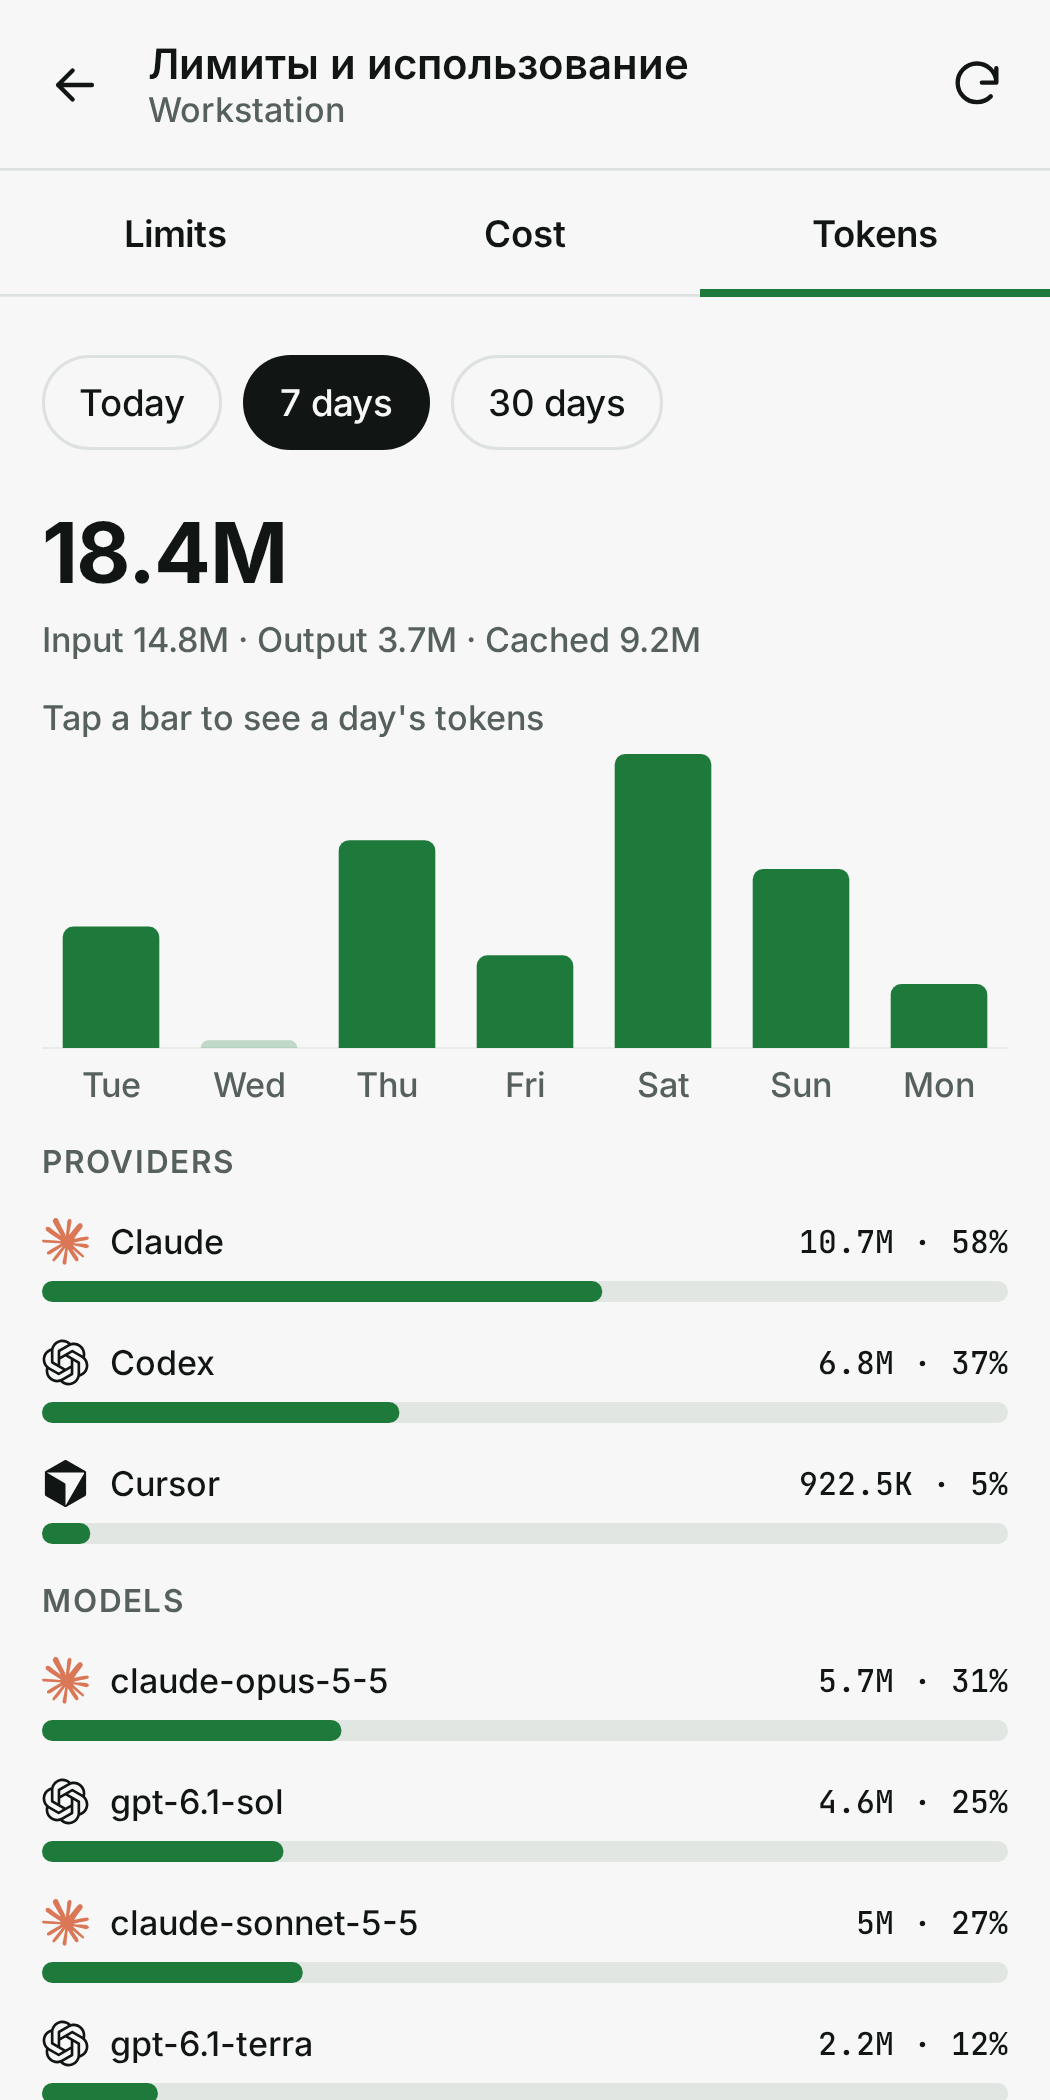 Лимиты и использование
Workstation
Limits
Cost
Tokens
Today
7 days
30 days
18.4M
Input 14.8M · Output 3.7M · Cached 9.2M
Tap a bar to see a day's tokens
Tue Wed Thu Fri Sat Sun Mon
PROVIDERS
Claude 10.7M · 58%
Codex 6.8M · 37%
Cursor 922.5K · 5%
MODELS
claude-opus-5-5 5.7M · 31%
gpt-6.1-sol 4.6M · 25%
claude-sonnet-5-5 5M · 27%
gpt-6.1-terra 2.2M · 12%